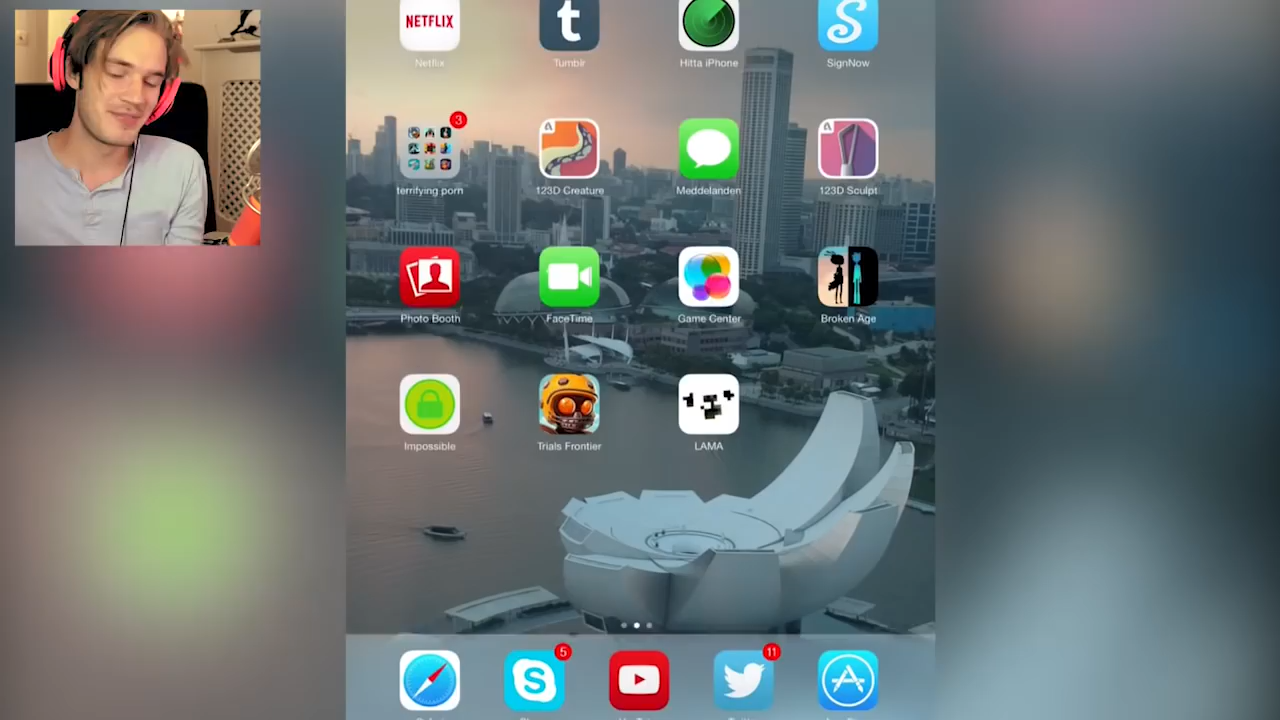 NETFLIX
Netflix
Tumblr
Hitta iPhone
SignNow
3
terrifying porn
123D Creature
Meddelanden
123D Sculpt
Photo Booth
FaceTime
Game Center
Broken Age
Impossible
Trials Frontier
LAMA
5
11